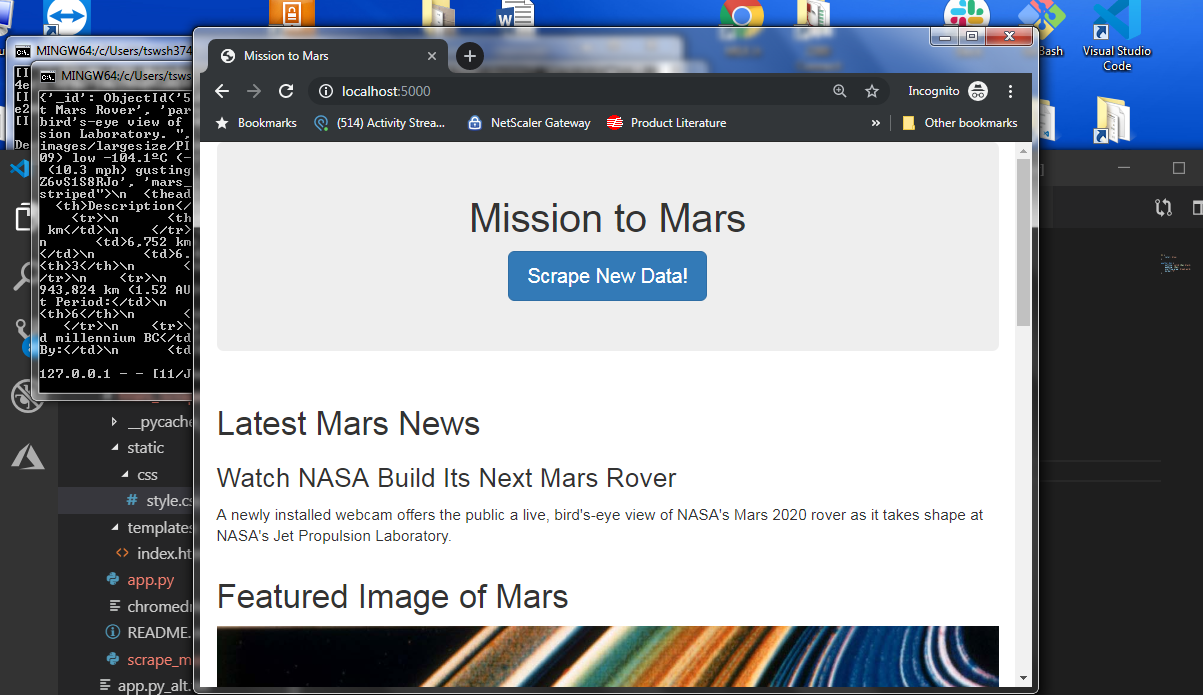 Bash
Visual Studio
Code
MINGW64:/c/Users/tswsh374
MINGW64:/c/Users/tsws
[I
4e
[I
e2
[I
De
{'_id': ObjectId('5
t Mars Rover', 'par
bird's-eye view of
sion Laboratory. ",
images/largesize/PI
09) low -104.1ºC (-
(10.3 mph) gusting
Z6vS1S8RJo', 'mars_
striped">\n <thead
<th>Description</
<tr>\n <th
km</td>\n </tr>
n <td>6,752 km
</td>\n <td>6.
<th>3</th>\n <
/tr>\n <tr>\n
943,824 km (1.52 AU
t Period:</td>\n
<th>6</th>\n <
</tr>\n <tr>\
d millennium BC</td
By:</td>\n <td
127.0.0.1 - - [11/J
Mission to Mars
localhost:5000
Incognito
Bookmarks
(514) Activity Strea...
NetScaler Gateway
Product Literature
»
Other bookmarks
Mission to Mars
Scrape New Data!
Latest Mars News
Watch NASA Build Its Next Mars Rover
A newly installed webcam offers the public a live, bird's-eye view of NASA's Mars 2020 rover as it takes shape at
NASA's Jet Propulsion Laboratory.
Featured Image of Mars
__pycache
static
css
# style.cs
templates
<> index.ht
app.py
chromedr
README.
scrape_m
app.py_alt.